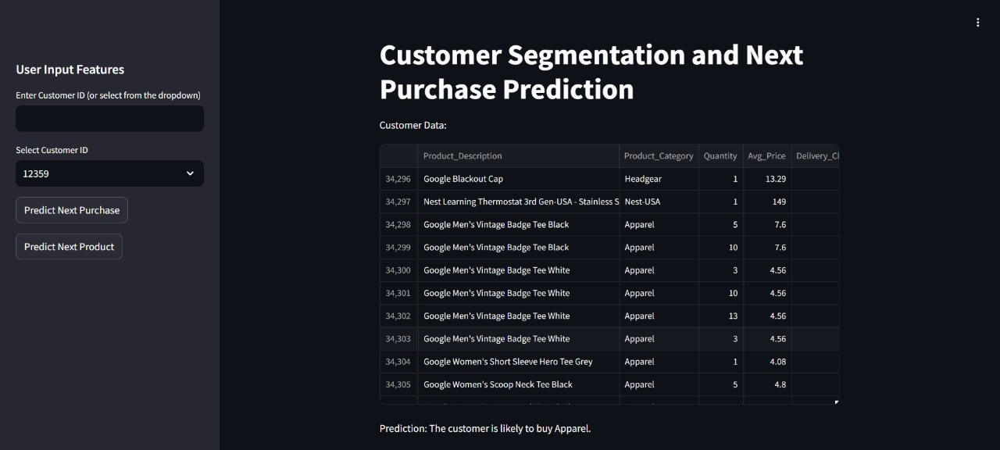 User Input Features
Enter Customer ID (or select from the dropdown)
Select Customer ID
12359
Predict Next Purchase
Predict Next Product
Customer Segmentation and Next
Purchase Prediction
Customer Data:
Product_Description Product_Category Quantity Avg_Price Delivery_Cl
34,296 Google Blackout Cap Headgear 1 13.29
34,297 Nest Learning Thermostat 3rd Gen-USA - Stainless S Nest-USA 1 149
34,298 Google Men's Vintage Badge Tee Black Apparel 5 7.6
34,299 Google Men's Vintage Badge Tee Black Apparel 10 7.6
34,300 Google Men's Vintage Badge Tee White Apparel 3 4.56
34,301 Google Men's Vintage Badge Tee White Apparel 10 4.56
34,302 Google Men's Vintage Badge Tee White Apparel 13 4.56
34,303 Google Men's Vintage Badge Tee White Apparel 3 4.56
34,304 Google Women's Short Sleeve Hero Tee Grey Apparel 1 4.08
34,305 Google Women's Scoop Neck Tee Black Apparel 5 4.8
Prediction: The customer is likely to buy Apparel.